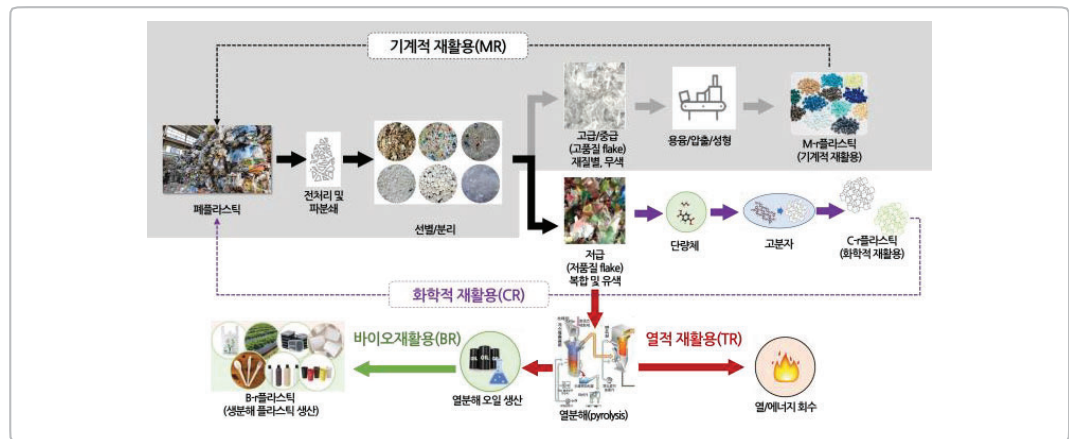 기계적 재활용(MR)
폐플라스틱
전처리 및
파분쇄
선별/분리
고급/중급
(고품질 flake)
재질별, 무색
용융/압출/성형
M-r플라스틱
(기계적 재활용)
저급
(저품질 flake)
복합 및 유색
단량체
고분자
C-r플라스틱
(화학적 재활용)
화학적 재활용(CR)
바이오재활용(BR)
열적 재활용(TR)
B-r플라스틱
(생분해 플라스틱 생산)
OIL
OIL
열분해 오일 생산
열분해(pyrolysis)
열/에너지 회수